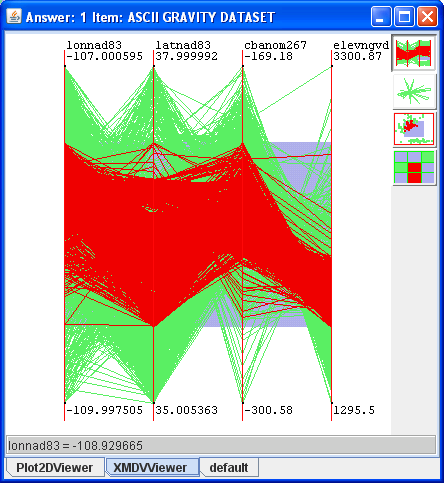 Answer: 1 Item: ASCII GRAVITY DATASET
lonnad83 latnad83 cbanom267 elevngvd
-107.000595 37.999992 -169.18 3300.87
-109.997505 35.005363 -300.58 1295.5
lonnad83 = -108.929665
Plot2DViewer XMDVViewer default